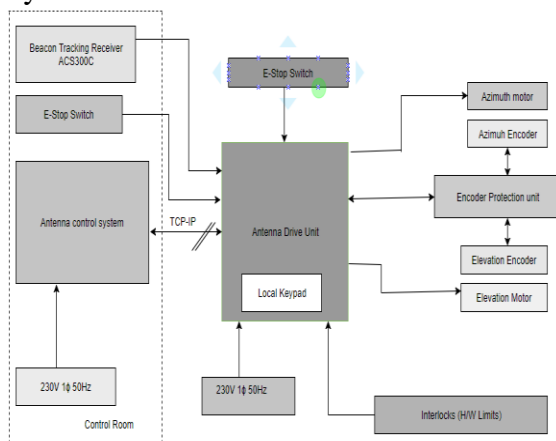 Beacon Tracking Receiver
ACS300C
E-Stop Switch
Antenna control system
TCP-IP
230V 1ϕ 50Hz
Control Room
E-Stop Switch
Antenna Drive Unit
Local Keypad
230V 1ϕ 50Hz
Azimuth motor
Azimuh Encoder
Encoder Protection unit
Elevation Encoder
Elevation Motor
Interlocks (H/W Limits)